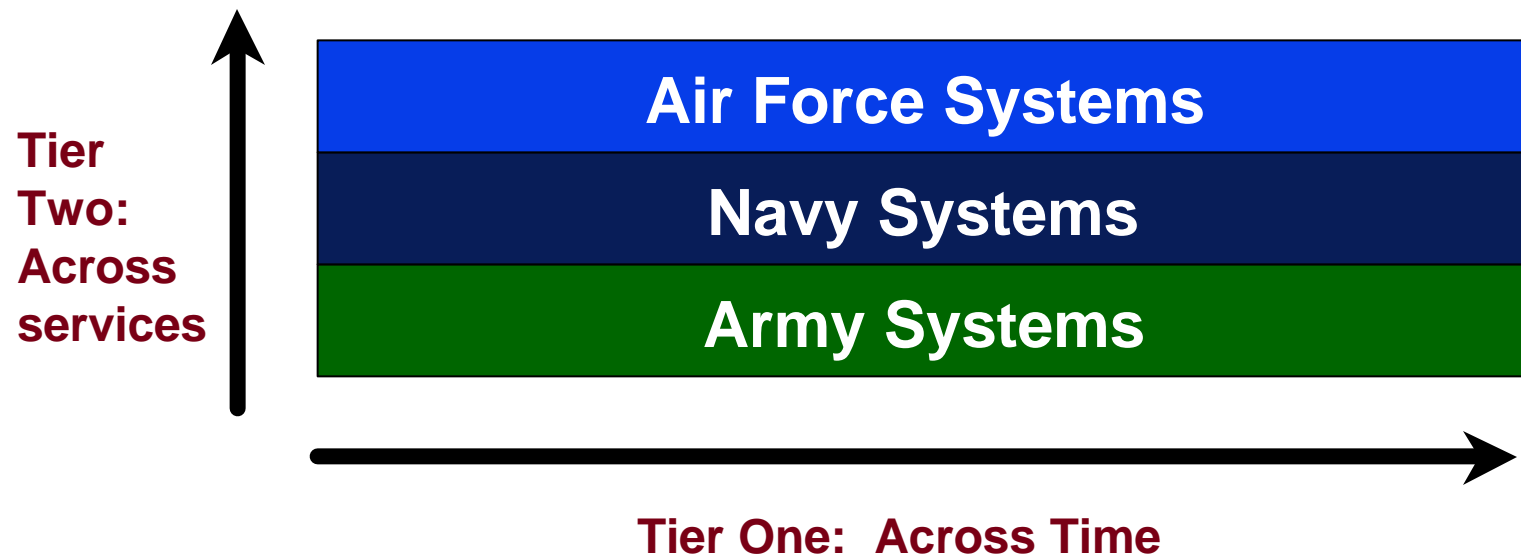 Air Force Systems
Navy Systems
Army Systems
Tier
Two:
Across
services
Tier One:  Across Time